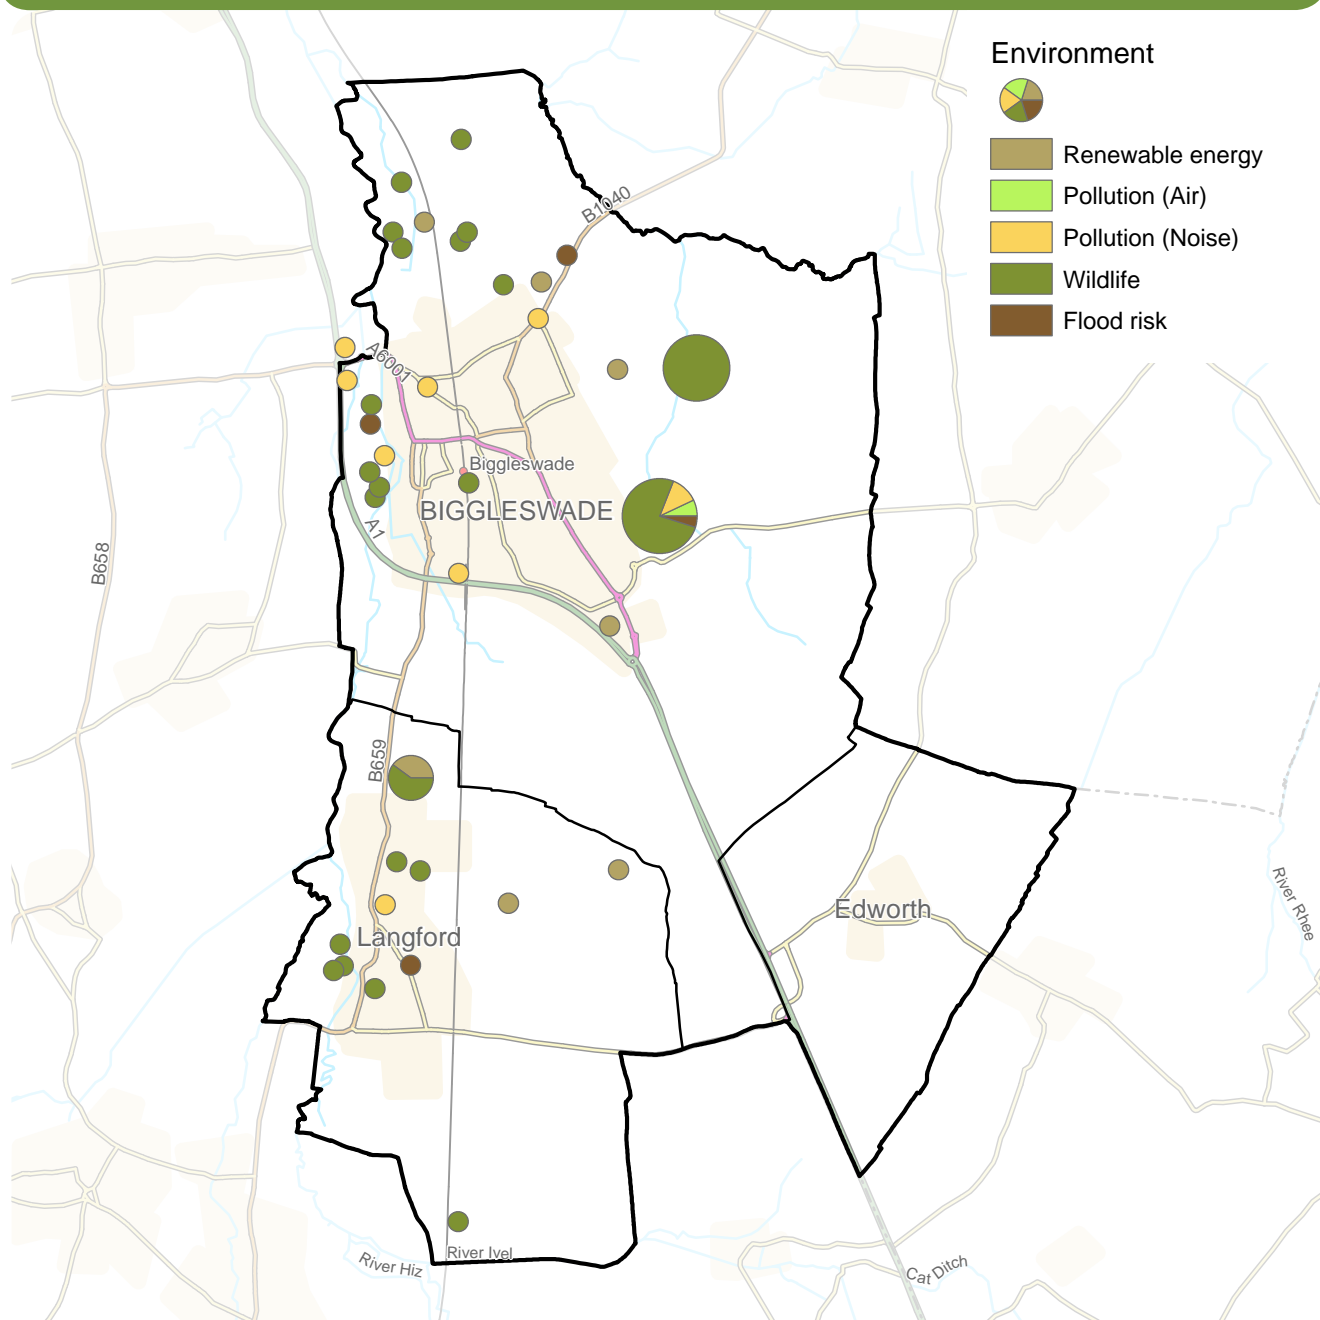 Environment
Renewable energy
Pollution (Air)
Pollution (Noise)
Wildlife
Flood risk
B1040
A6001
Biggleswade
BIGGLESWADE
A1
B658
B659
Edworth
River Rhee
Langford
River Ivel
River Hiz
Cat Ditch